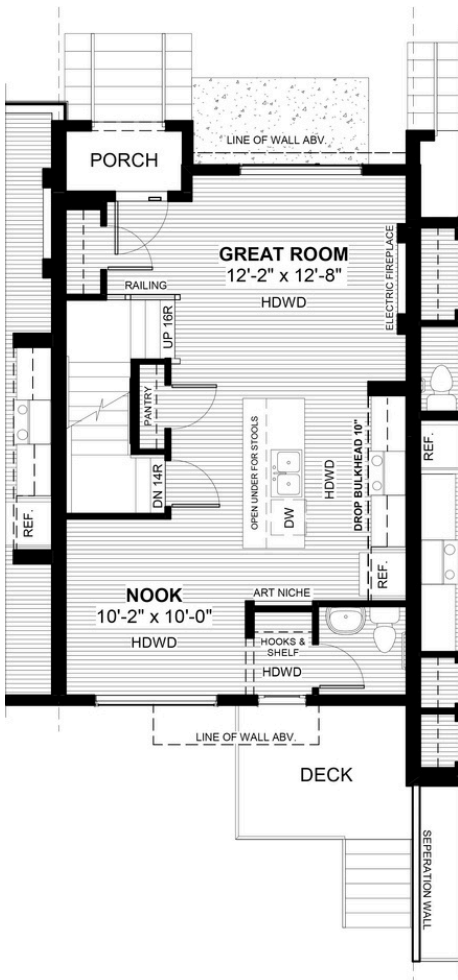 LINE OF WALL ABV.
PORCH
GREAT ROOM
12'-2" x 12'-8"
HDWD
ELECTRIC FIREPLACE
RAILING
UP 16R
PANTRY
DN 14R
OPEN UNDER FOR STOOLS
DW
HDWD
DROP BULKHEAD 10"
REF.
REF.
REF.
NOOK
10'-2" x 10'-0"
HDWD
ART NICHE
HOOKS &
SHELF
HDWD
LINE OF WALL ABV.
DECK
SEPERATION WALL